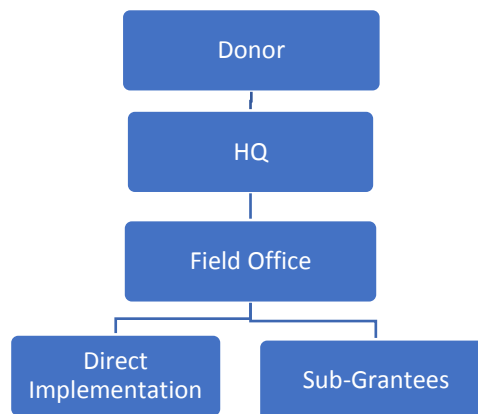 Donor
HQ
Field Office
Direct
Implementation
Sub-Grantees